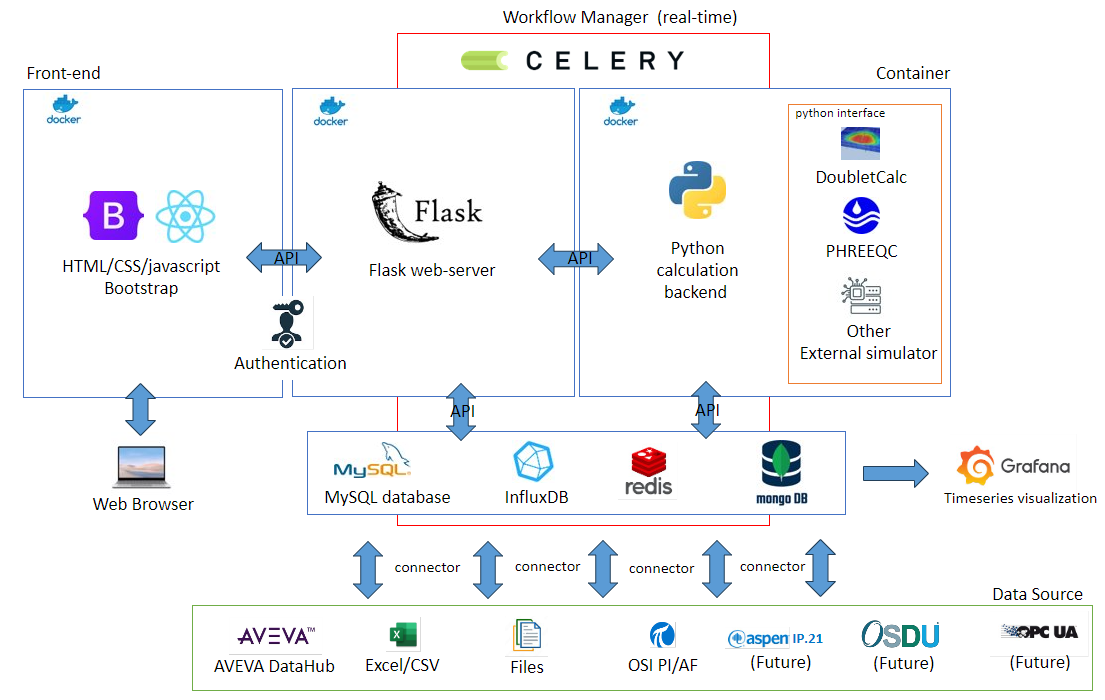 Workflow Manager (real-time)
CELERY
Front-end
Container
docker
docker
docker
python interface
DoubletCalc
B
Flask
PHREEQC
HTML/CSS/javascript
Bootstrap
API
Flask web-server
API
Python
calculation
backend
Other
External simulator
Authentication
API
API
Web Browser
MySQL
MySQL database
InfluxDB
redis
mongo DB
Grafana
Timeseries visualization
connector
connector
connector
connector
Data Source
AVEVA™
AVEVA DataHub
Excel/CSV
Files
OSI PI/AF
aspen IP.21
(Future)
OSDU
(Future)
OPC UA
(Future)